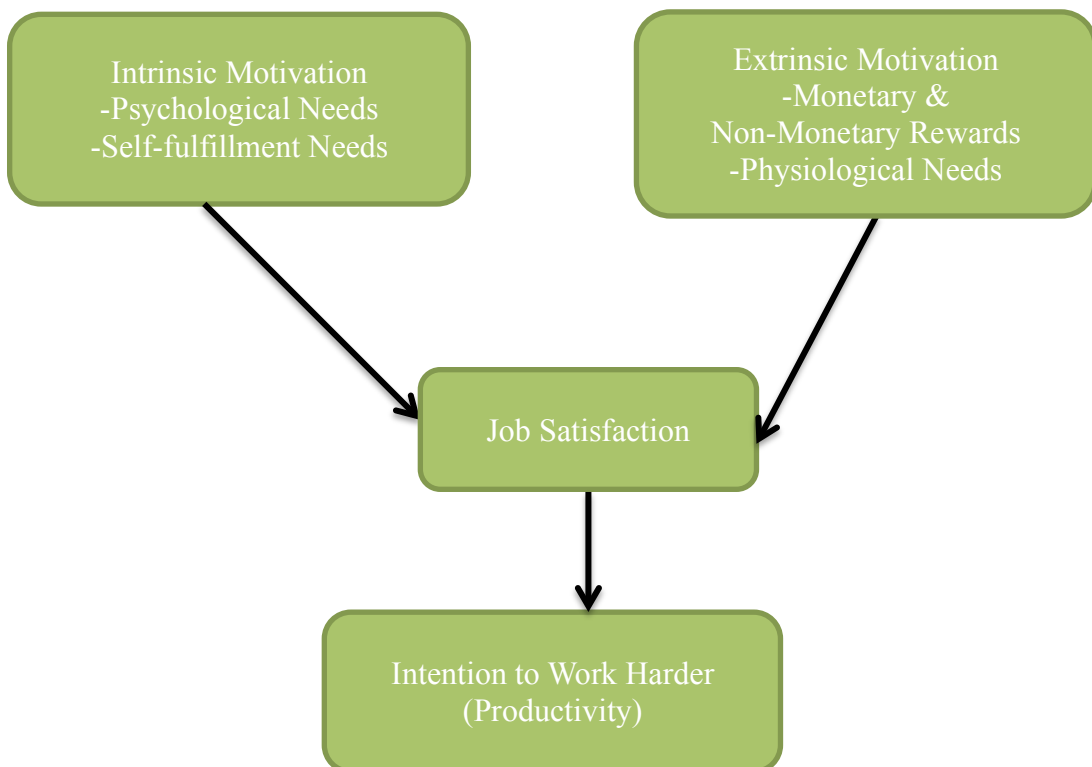 Intrinsic Motivation
-Psychological Needs
-Self-fulfillment Needs
Extrinsic Motivation
-Monetary &
Non-Monetary Rewards
-Physiological Needs
Job Satisfaction
Intention to Work Harder
(Productivity)